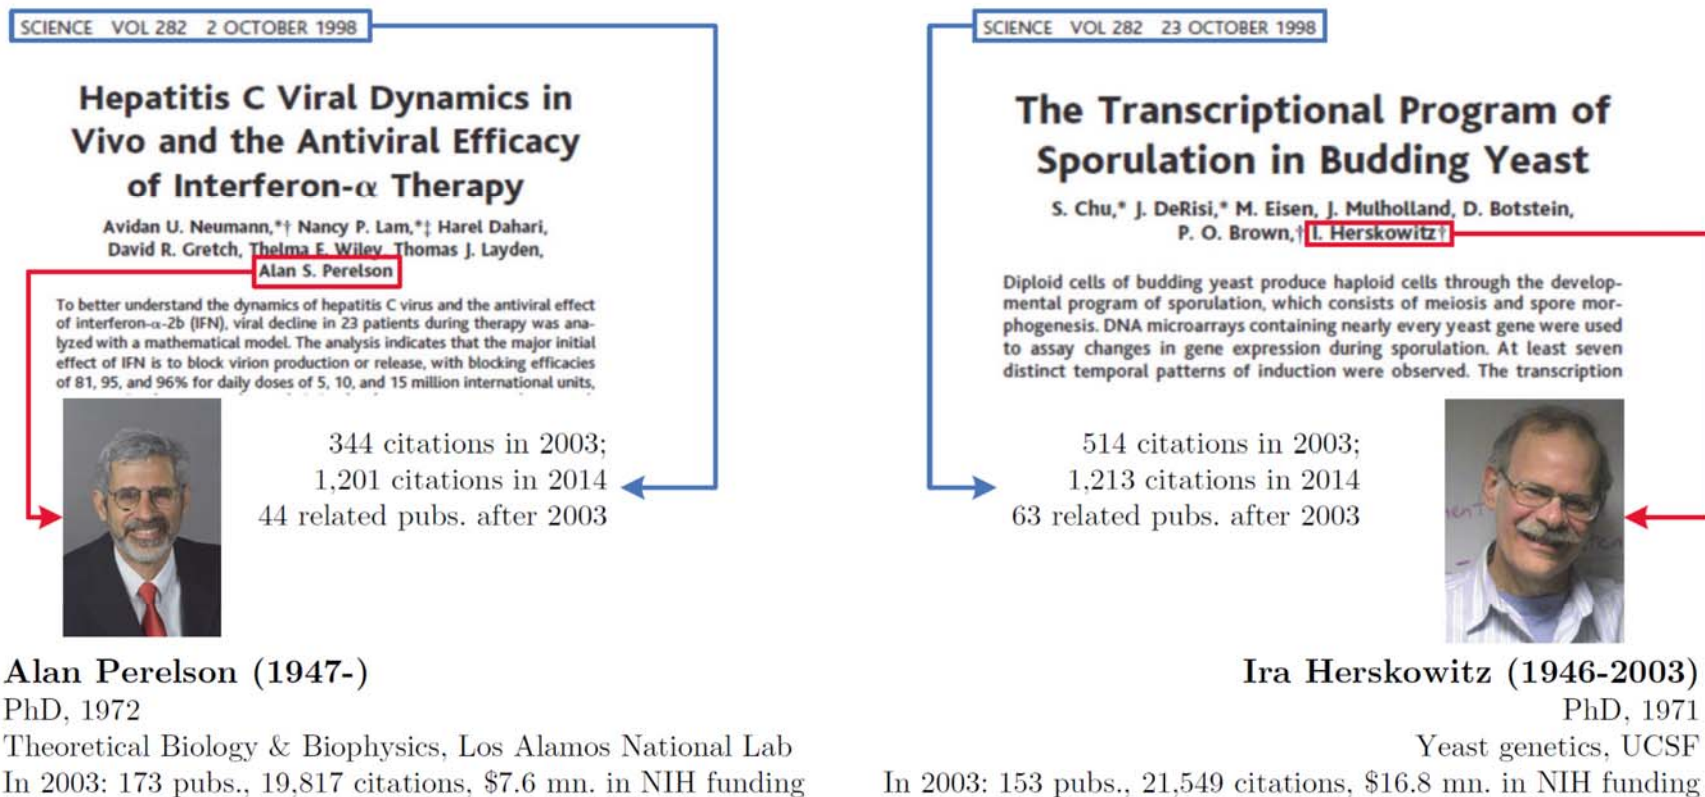 SCIENCE VOL 282 2 OCTOBER 1998
Hepatitis C Viral Dynamics in
Vivo and the Antiviral Efficacy
of Interferon-α Therapy
Avidan U. Neumann,*† Nancy P. Lam,*‡ Harel Dahari,
David R. Gretch, Thelma E. Wiley, Thomas J. Layden,
Alan S. Perelson
To better understand the dynamics of hepatitis C virus and the antiviral effect
of interferon-α-2b (IFN), viral decline in 23 patients during therapy was ana-
lyzed with a mathematical model. The analysis indicates that the major initial
effect of IFN is to block virion production or release, with blocking efficacies
of 81, 95, and 96% for daily doses of 5, 10, and 15 million international units,
344 citations in 2003;
1,201 citations in 2014
44 related pubs. after 2003
Alan Perelson (1947-)
PhD, 1972
Theoretical Biology & Biophysics, Los Alamos National Lab
In 2003: 173 pubs., 19,817 citations, $7.6 mn. in NIH funding
SCIENCE VOL 282 23 OCTOBER 1998
The Transcriptional Program of
Sporulation in Budding Yeast
S. Chu,* J. DeRisi,* M. Eisen, J. Mulholland, D. Botstein,
P. O. Brown,† I. Herskowitz†
Diploid cells of budding yeast produce haploid cells through the develop-
mental program of sporulation, which consists of meiosis and spore mor-
phogenesis. DNA microarrays containing nearly every yeast gene were used
to assay changes in gene expression during sporulation. At least seven
distinct temporal patterns of induction were observed. The transcription
514 citations in 2003;
1,213 citations in 2014
63 related pubs. after 2003
Ira Herskowitz (1946-2003)
PhD, 1971
Yeast genetics, UCSF
In 2003: 153 pubs., 21,549 citations, $16.8 mn. in NIH funding